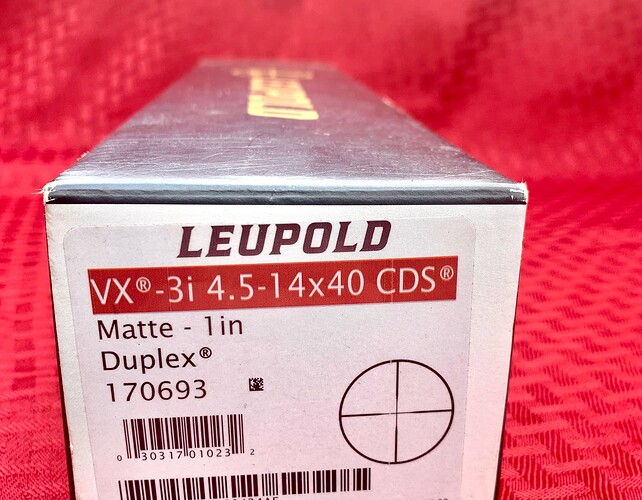 LEUPOLD
VX®-3i 4.5-14x40 CDS®
Matte - 1in
Duplex®
170693
0 30317 01023 2